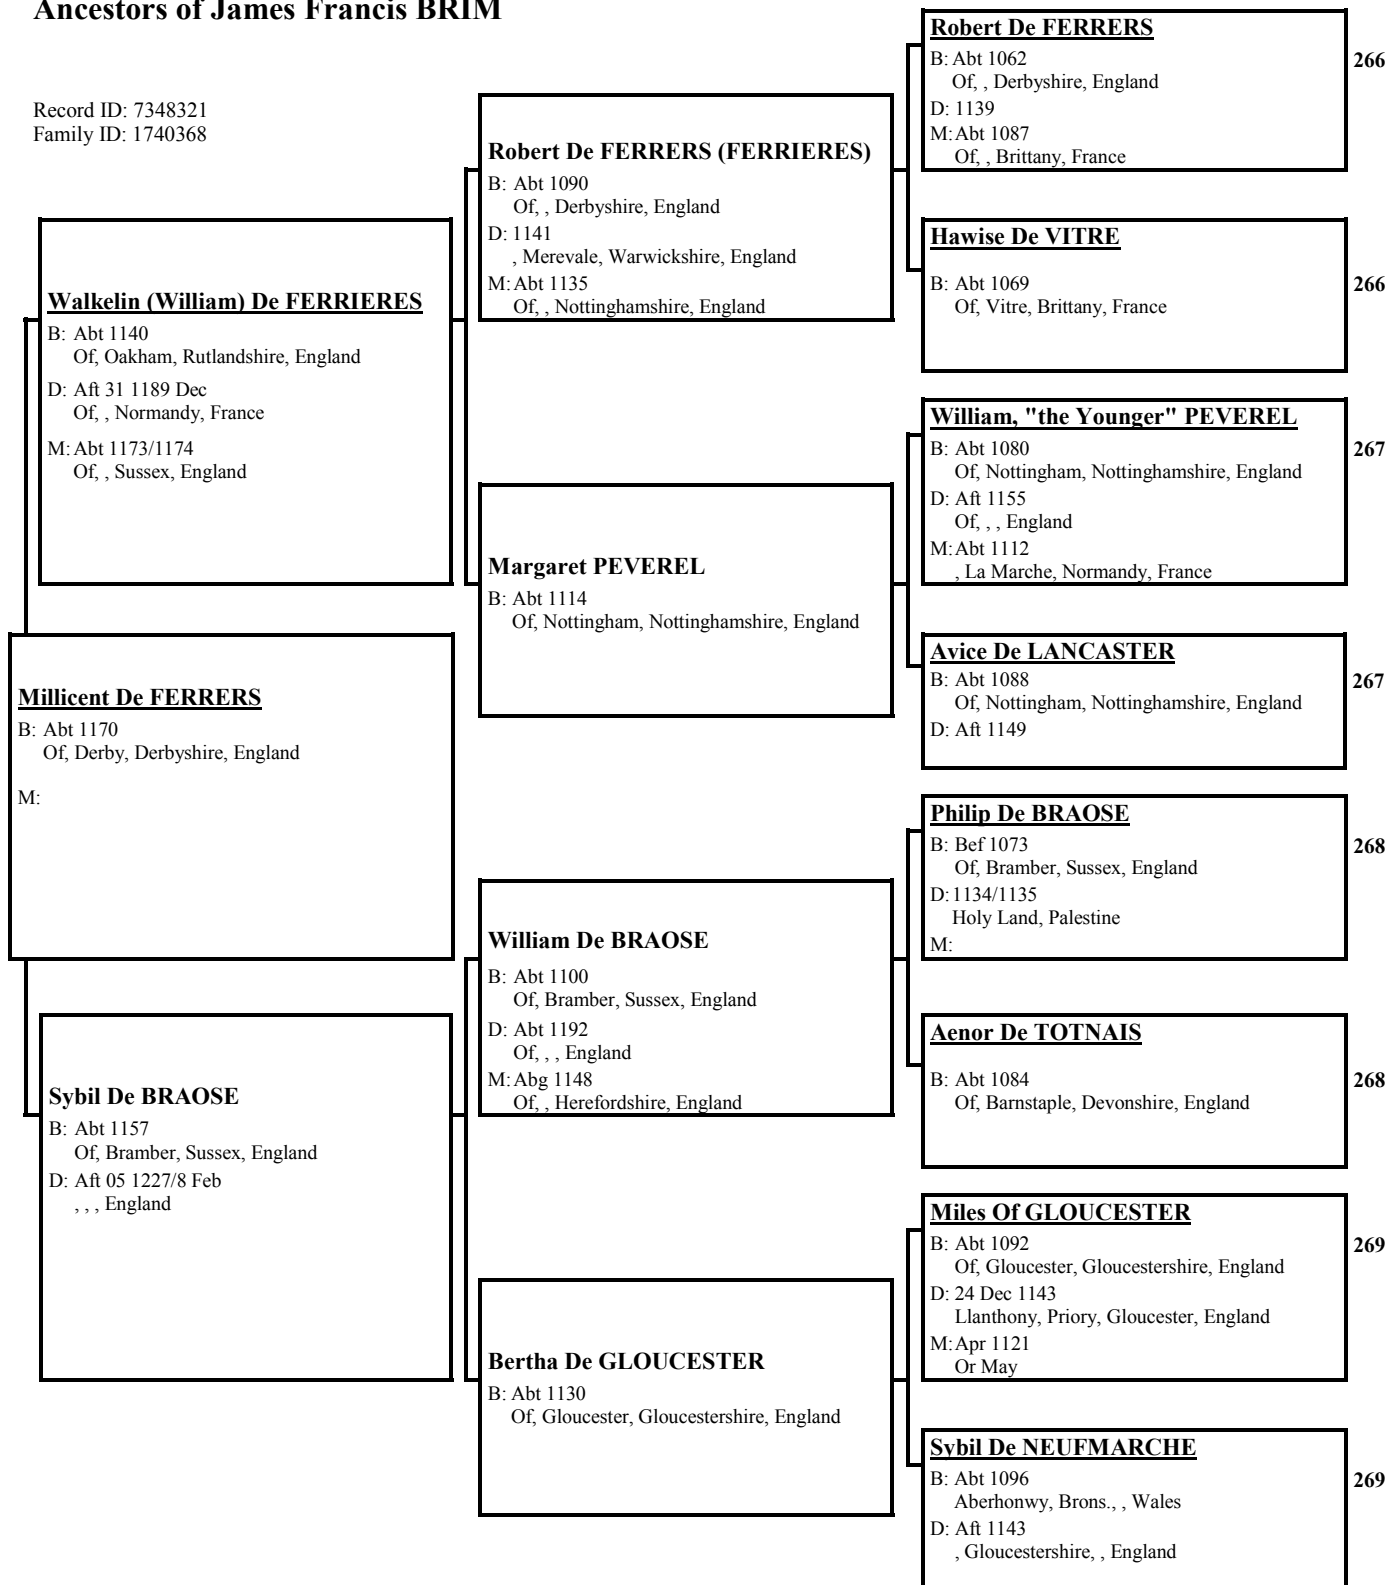 Ancestors of James Francis BRIM
Record ID: 7348321
Family ID: 1740368
Walkelin (William) De FERRIERES
B: Abt 1140
Of, Oakham, Rutlandshire, England
D: Aft 31 1189 Dec
Of, , Normandy, France
M: Abt 1173/1174
Of, , Sussex, England
Millicent De FERRERS
B: Abt 1170
Of, Derby, Derbyshire, England
M:
Sybil De BRAOSE
B: Abt 1157
Of, Bramber, Sussex, England
D: Aft 05 1227/8 Feb
, , , England
Robert De FERRERS (FERRIERES)
B: Abt 1090
Of, , Derbyshire, England
D: 1141
, Merevale, Warwickshire, England
M: Abt 1135
Of, , Nottinghamshire, England
Margaret PEVEREL
B: Abt 1114
Of, Nottingham, Nottinghamshire, England
William De BRAOSE
B: Abt 1100
Of, Bramber, Sussex, England
D: Abt 1192
Of, , , England
M: Abg 1148
Of, , Herefordshire, England
Bertha De GLOUCESTER
B: Abt 1130
Of, Gloucester, Gloucestershire, England
Robert De FERRERS
B: Abt 1062
266
Of, , Derbyshire, England
D: 1139
M: Abt 1087
Of, , Brittany, France
Hawise De VITRE
B: Abt 1069
266
Of, Vitre, Brittany, France
William, "the Younger" PEVEREL
B: Abt 1080
267
Of, Nottingham, Nottinghamshire, England
D: Aft 1155
Of, , , England
M: Abt 1112
, La Marche, Normandy, France
Avice De LANCASTER
B: Abt 1088
267
Of, Nottingham, Nottinghamshire, England
D: Aft 1149
Philip De BRAOSE
B: Bef 1073
268
Of, Bramber, Sussex, England
D: 1134/1135
Holy Land, Palestine
M:
Aenor De TOTNAIS
B: Abt 1084
268
Of, Barnstaple, Devonshire, England
Miles Of GLOUCESTER
B: Abt 1092
269
Of, Gloucester, Gloucestershire, England
D: 24 Dec 1143
Llanthony, Priory, Gloucester, England
M: Apr 1121
Or May
Sybil De NEUFMARCHE
B: Abt 1096
269
Aberhonwy, Brons., , Wales
D: Aft 1143
, Gloucestershire, , England